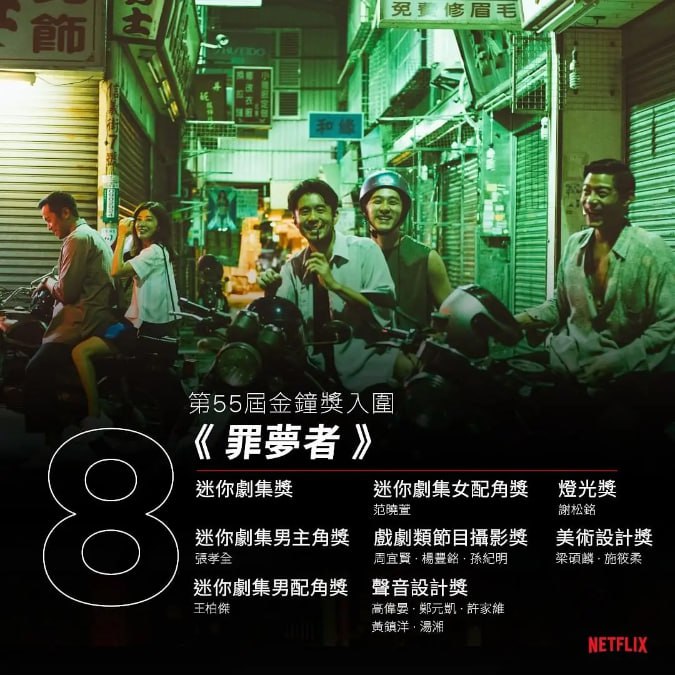 免費修眉毛
飾
士
SHISEIDO
和緣
第55屆金鐘獎入圍
《罪夢者》
8
迷你劇集獎
迷你劇集女配角獎
范曉萱
燈光獎
謝松銘
迷你劇集男主角獎
張孝全
戲劇類節目攝影獎
周宜賢·楊豐銘·孫紀明
美術設計獎
梁碩麟·施筱柔
迷你劇集男配角獎
王柏傑
聲音設計獎
高偉晏·鄭元凱·許家維
黃鎮洋·湯湘
NETFLIX